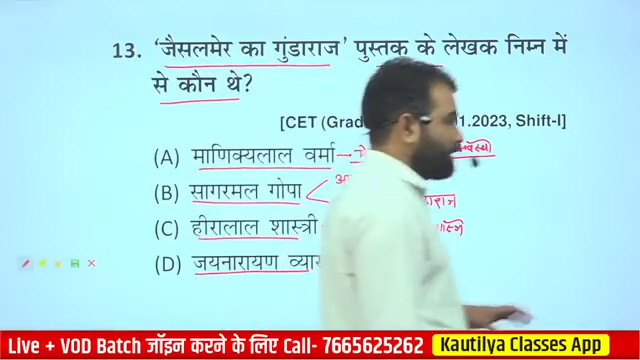 13. 'जैसलमेर का गुंडाराज' पुस्तक के लेखक निम्न में
से कौन थे?
[CET (Grad 1.2023, Shift-I]
(A) माणिक्यलाल वर्मा
(B) सागरमल गोपा
(C) हीरालाल शास्त्री
(D) जयनारायण व्यास
Live + VOD Batch जॉइन करने के लिए Call- 7665625262 Kautilya Classes App